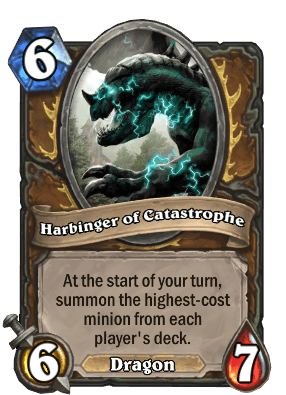 6
Harbinger of Catastrophe
At the start of your turn,
summon the highest-cost
minion from each
player's deck.
6
Dragon
7